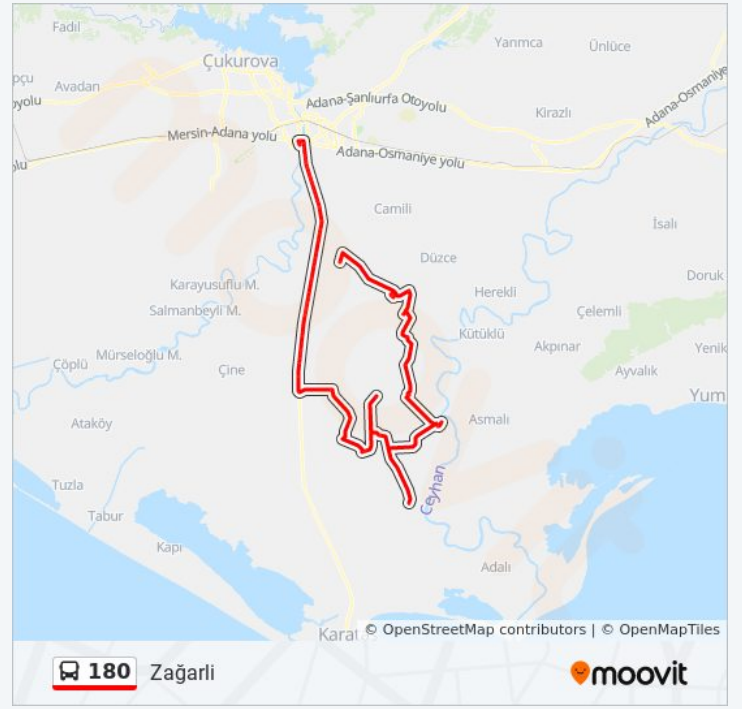 Fadıl
Yanmca
Ünlüce
Çukurova
pçu
Avadan
Adana-Osmaniye
yolu
Adana-Şanlıurfa Otoyolu
Kirazlı
Mersin-Adana yolu
Adana-Osmaniye yolu
lu
Camili
İsalı
Düzce
Doruk
Karayusuflu M.
Herekli
Salmanbeyli M.
Çelemli
Kütüklü
Akpınar
Yenik
Mürseloğlu M.
Çöplü
Çine
Ayvalık
Yum
Ataköy
Asmalı
Ceyhan
Tuzla
Tabur
Kapı
Adalı
Karat
© OpenStreetMap contributors | © OpenMapTiles
180 Zağarli
moovit